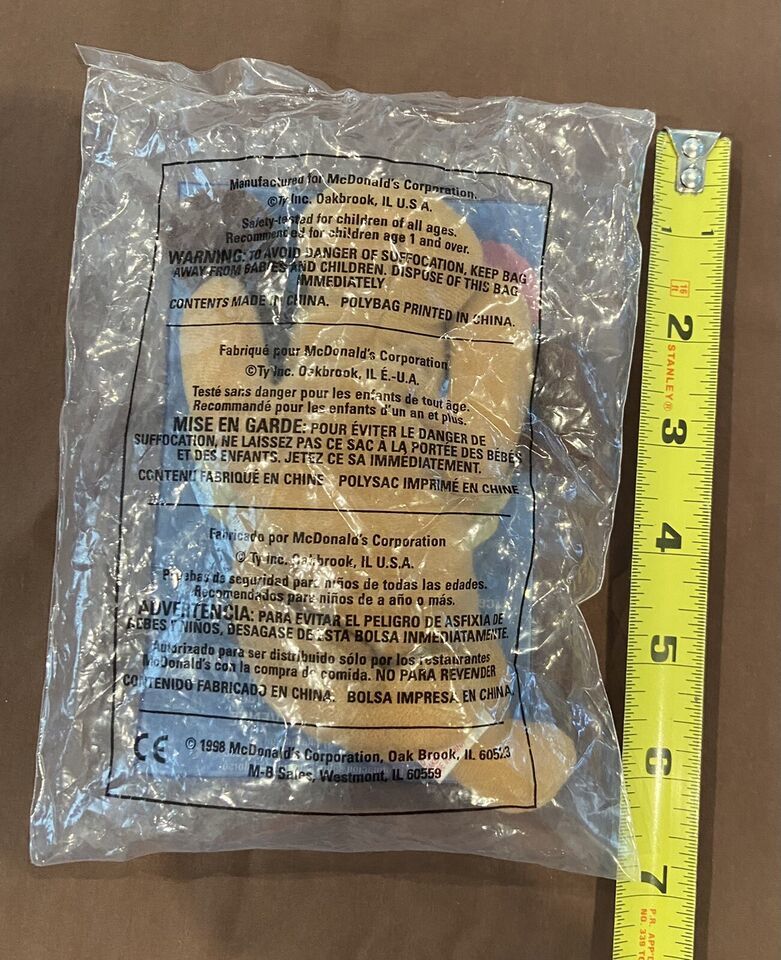 Manufactured for McDonald's Corporation.
©Ty Inc. Oakbrook, IL U.S.A.
Safety-tested for children of all ages.
Recommended for children age 1 and over.
WARNING: TO AVOID DANGER OF SUFFOCATION, KEEP BAG
AWAY FROM BABIES AND CHILDREN. DISPOSE OF THIS BAG
IMMEDIATELY
CONTENTS MADE IN CHINA. POLYBAG PRINTED IN CHINA.
Fabriqué pour McDonald's Corporation
©Ty Inc. Oakbrook, IL É.-U.A.
Testé sans danger pour les enfants de tout âge.
Recommandé pour les enfants d'un an et plus.
MISE EN GARDE: POUR ÉVITER LE DANGER DE
SUFFOCATION, NE LAISSEZ PAS CE SAC À LA PORTÉE DES BÉBÉS
ET DES ENFANTS. JETEZ CE SA IMMÉDIATEMENT.
CONTENU FABRIQUÉ EN CHINE POLYSAC IMPRIMÉ EN CHINE
Fabricado por McDonald's Corporation
© Ty Inc. Oakbrook, IL U.S.A.
Pruebas de seguridad para niños de todas las edades.
Recomendados para niños de a año o más.
ADVERTENCIA: PARA EVITAR EL PELIGRO DE ASFIXIA DE
BEBES Y NIÑOS, DESAGASE DE ESTA BOLSA INMEDIATAMENTE.
Autorizado para ser distribuido sólo por los restaurantes
McDonald's con la compra de comida. NO PARA REVENDER
CONTENIDO FABRICADO EN CHINA. BOLSA IMPRESA EN CHINA.
CE © 1998 McDonald's Corporation, Oak Brook, IL 60523
M-B Sales, Westmont, IL 60559
1
16
ft
2
STANLEY®
3
4
5
6
7
P.R. APP'D
NO. 339 TO